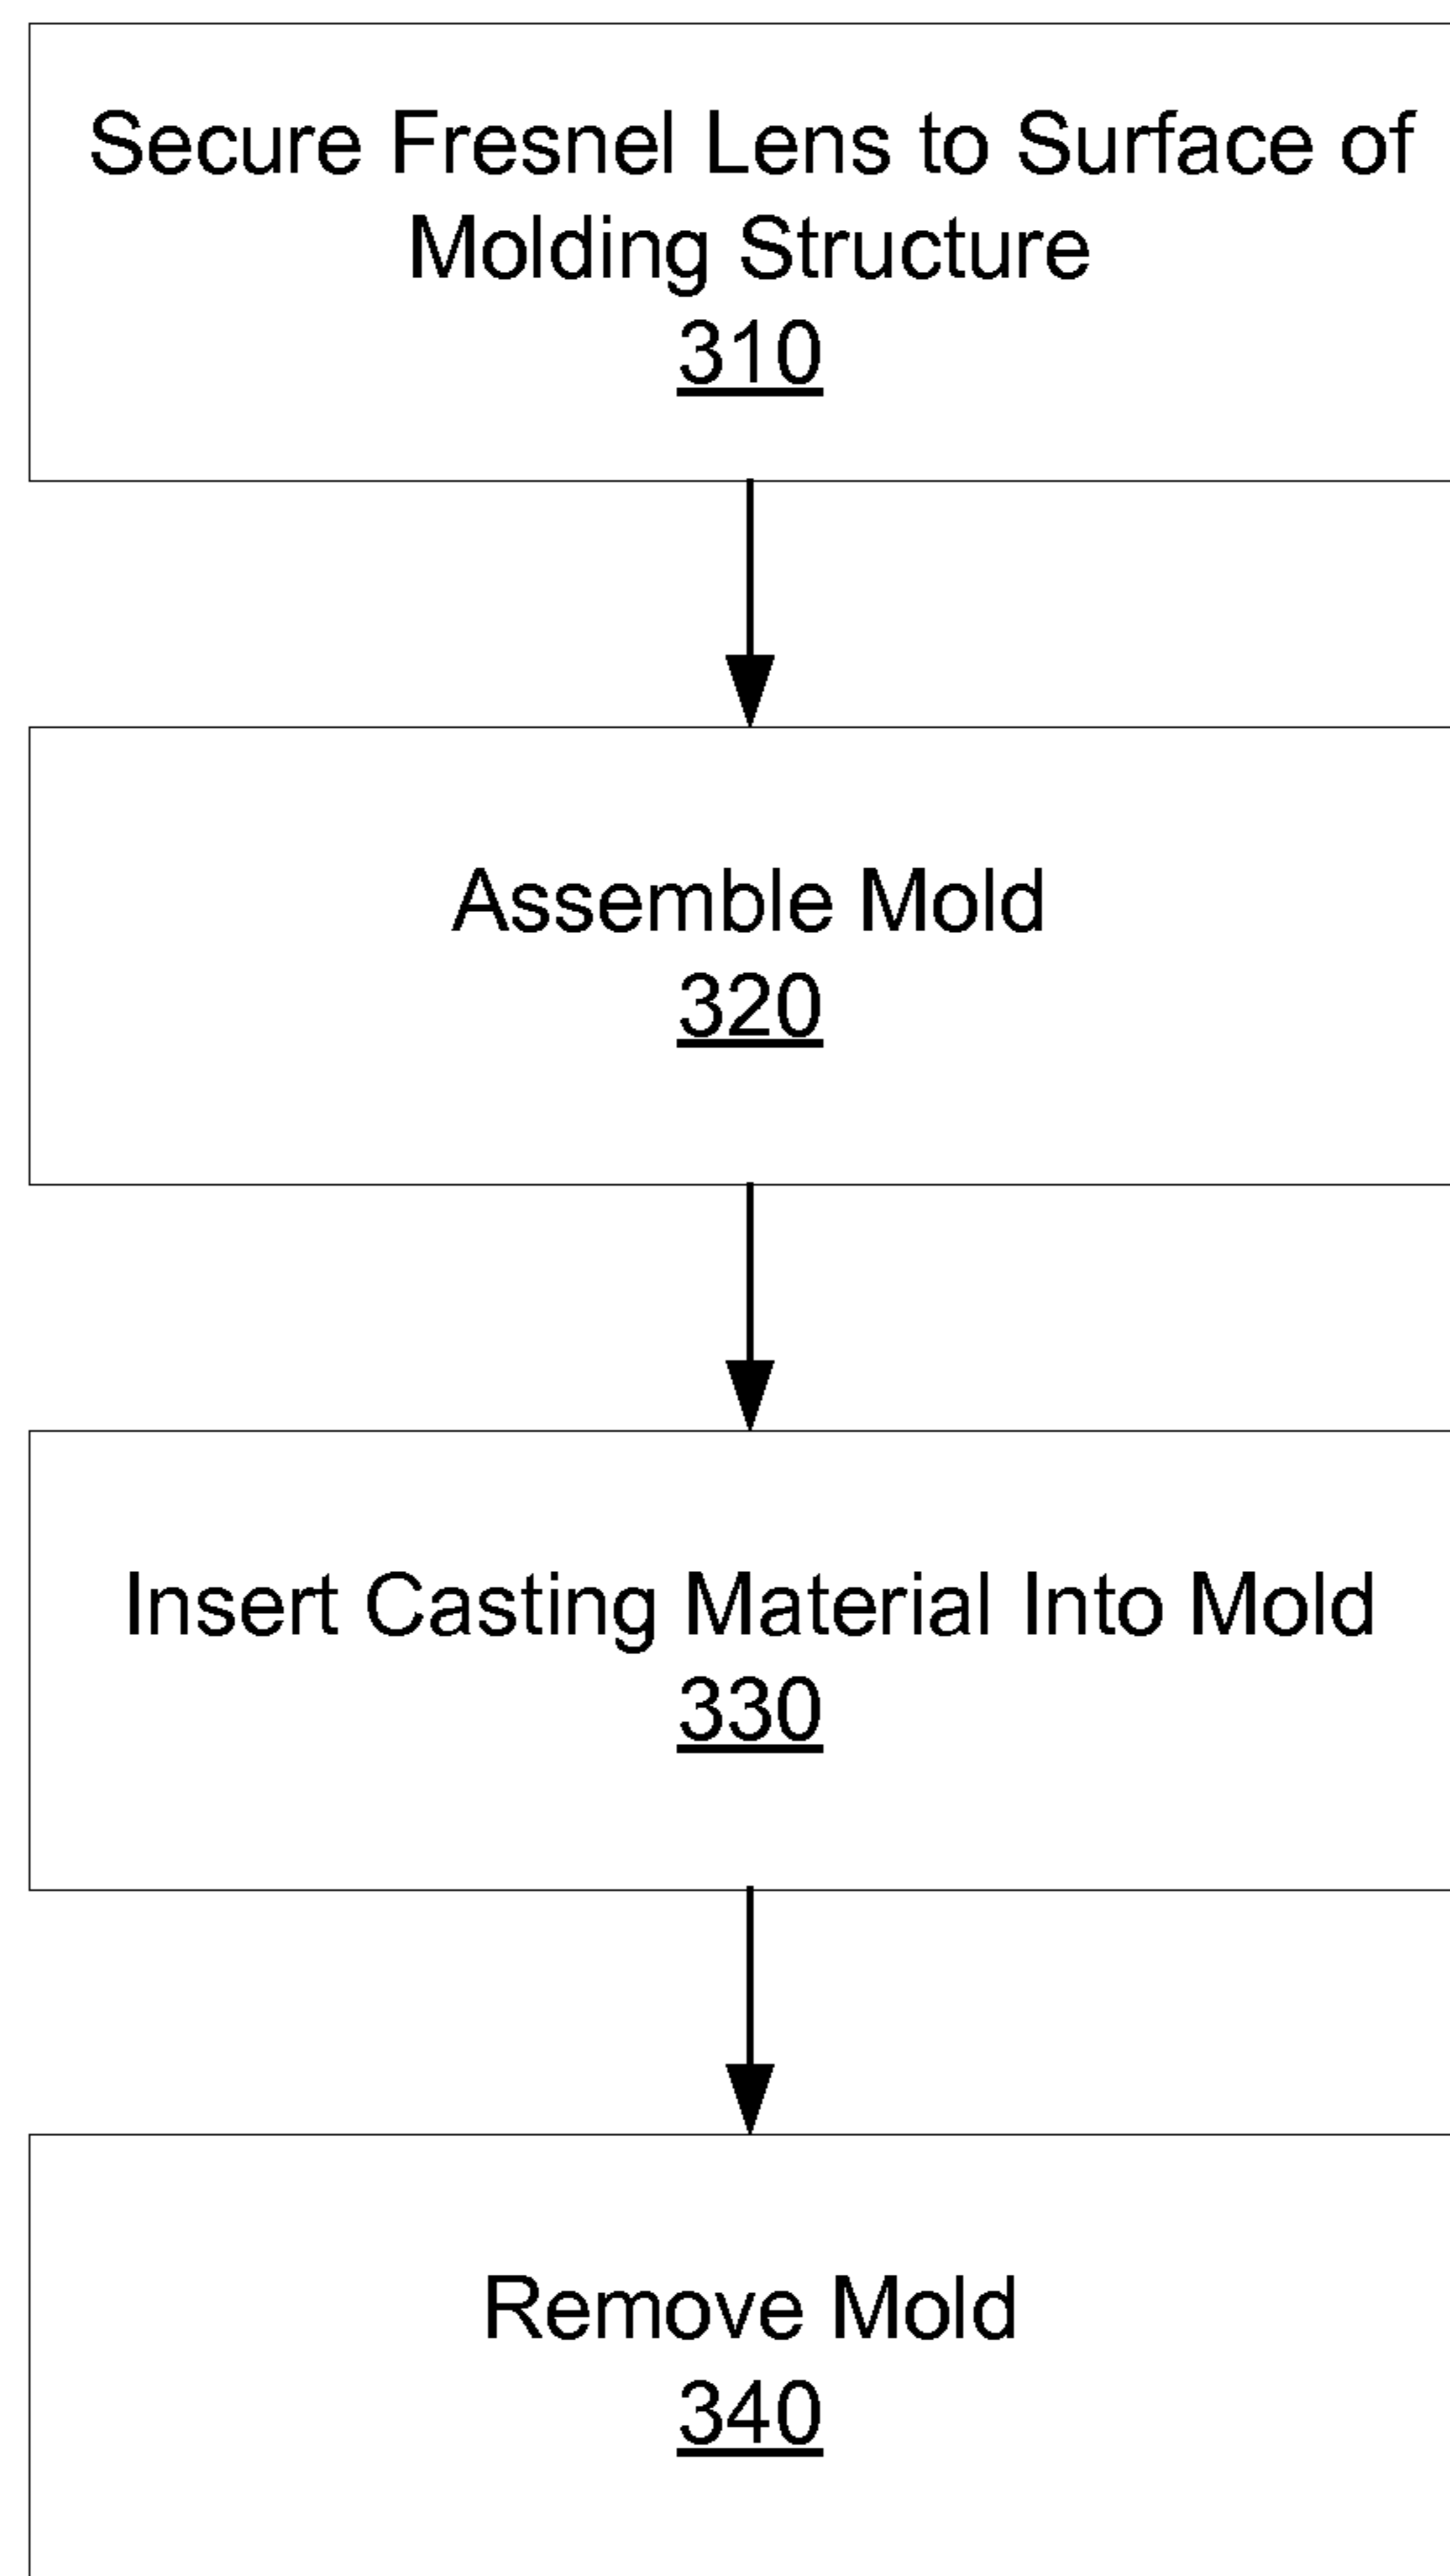 Secure Fresnel Lens to Surface of
Molding Structure
310
Assemble Mold
320
Insert Casting Material Into Mold
330
Remove Mold
340